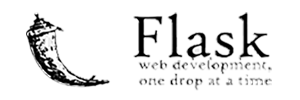 Flask
web development,
one drop at a time